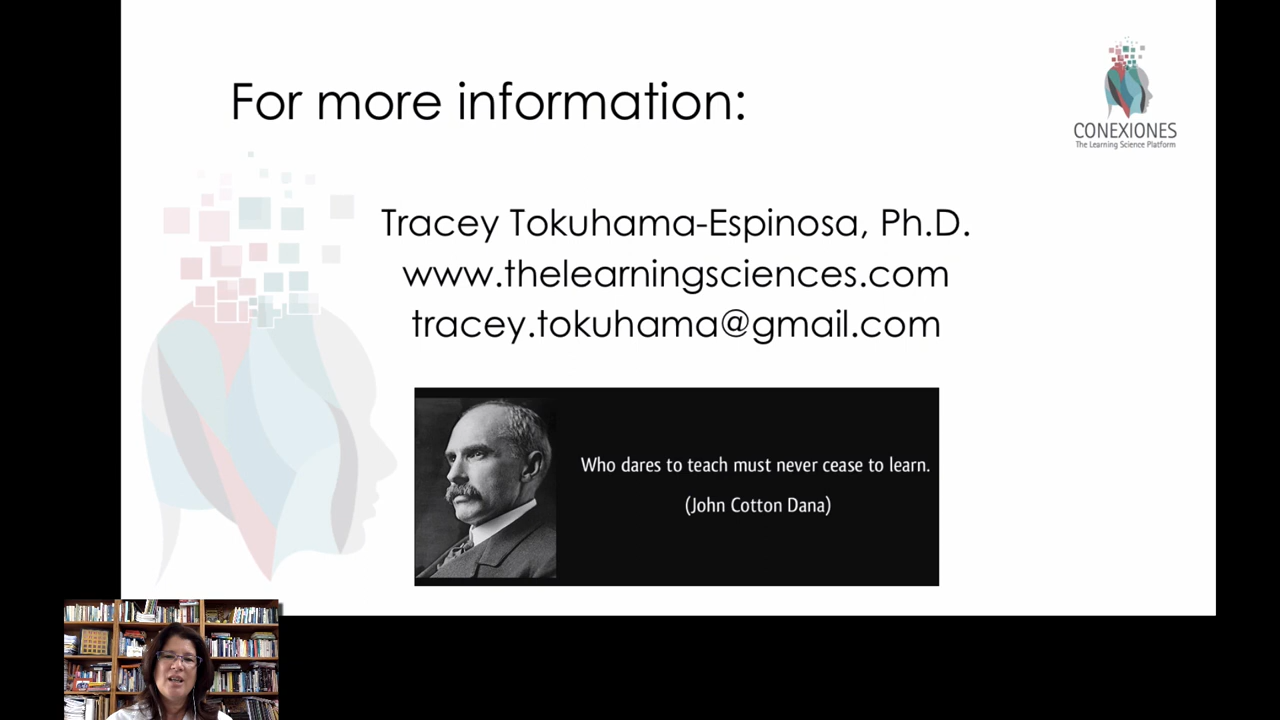 For more information:
CONEXIONES
The Learning Science Platform
Tracey Tokuhama-Espinosa, Ph.D.
www.thelearningsciences.com
tracey.tokuhama@gmail.com
Who dares to teach must never cease to learn.
(John Cotton Dana)